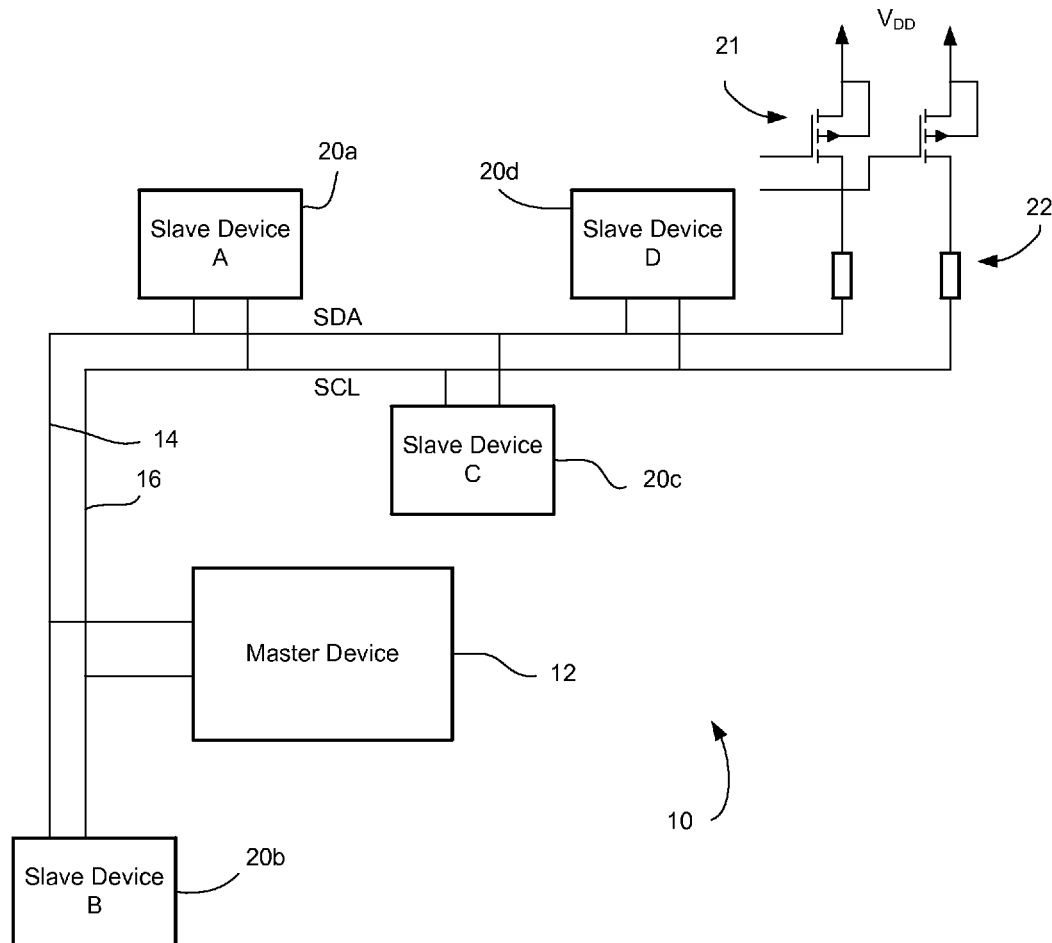 V_DD
21
20a
20d
Slave Device
A
Slave Device
D
22
SDA
SCL
14
Slave Device
C
16
20c
Master Device
12
10
20b
Slave Device
B